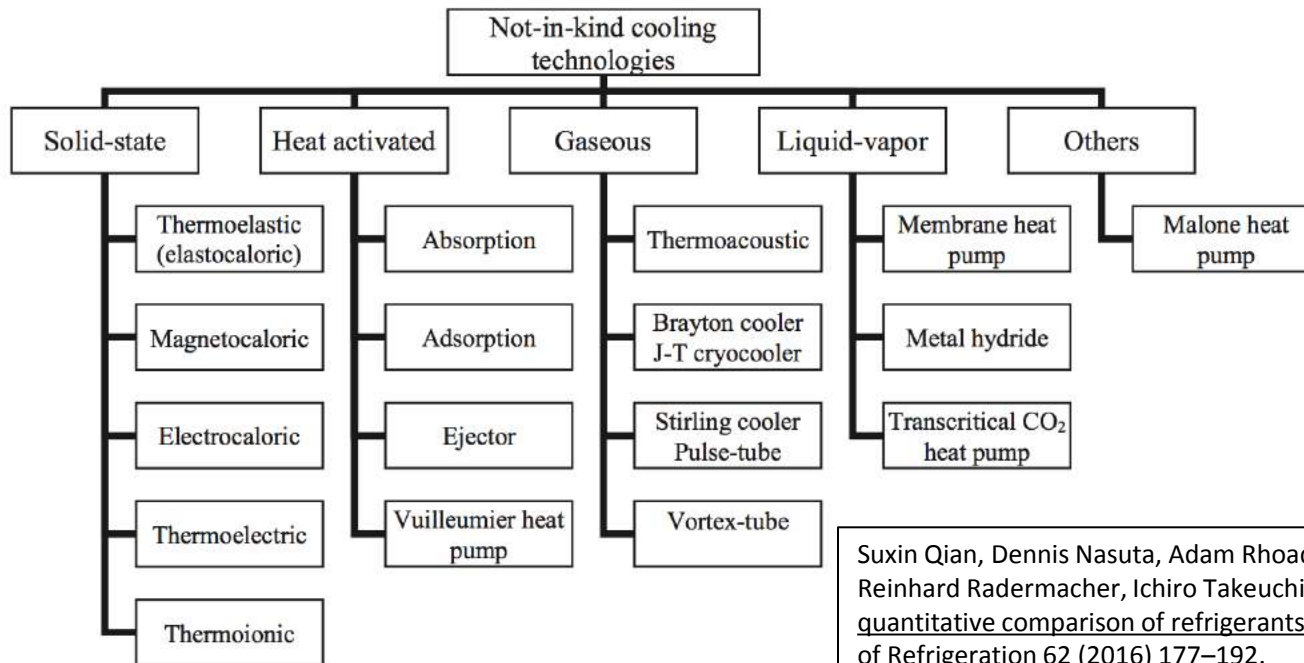 Not-in-kind cooling
technologies
Solid-state
Heat activated
Gaseous
Liquid-vapor
Others
Thermoelastic
(elastocaloric)
Magnetocaloric
Electrocaloric
Thermoelectric
Thermoionic
Absorption
Adsorption
Ejector
Vuilleumier heat
pump
Thermoacoustic
Brayton cooler
J-T cryocooler
Stirling cooler
Pulse-tube
Vortex-tube
Membrane heat
pump
Metal hydride
Transcritical CO₂
heat pump
Malone heat
pump
Suxin Qian, Dennis Nasuta, Adam
Reinhard Radermacher, Ichiro Takeuchi
quantitative comparison of refrigerants
of Refrigeration 62 (2016) 177–192.